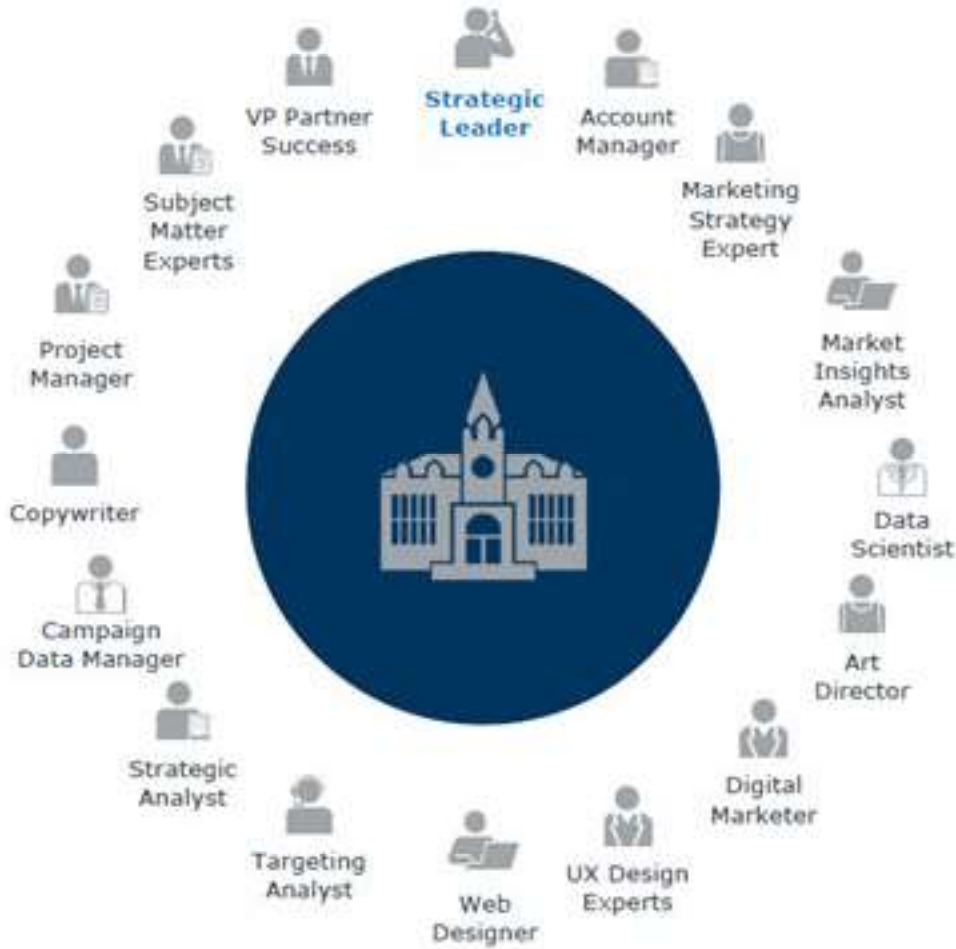 Strategic
Leader
Account
Manager
Marketing
Strategy
Expert
Market
Insights
Analyst
Data
Scientist
Art
Director
Digital
Marketer
UX Design
Experts
Web
Designer
Targeting
Analyst
Strategic
Analyst
Campaign
Data Manager
Copywriter
Project
Manager
Subject
Matter
Experts
VP Partner
Success